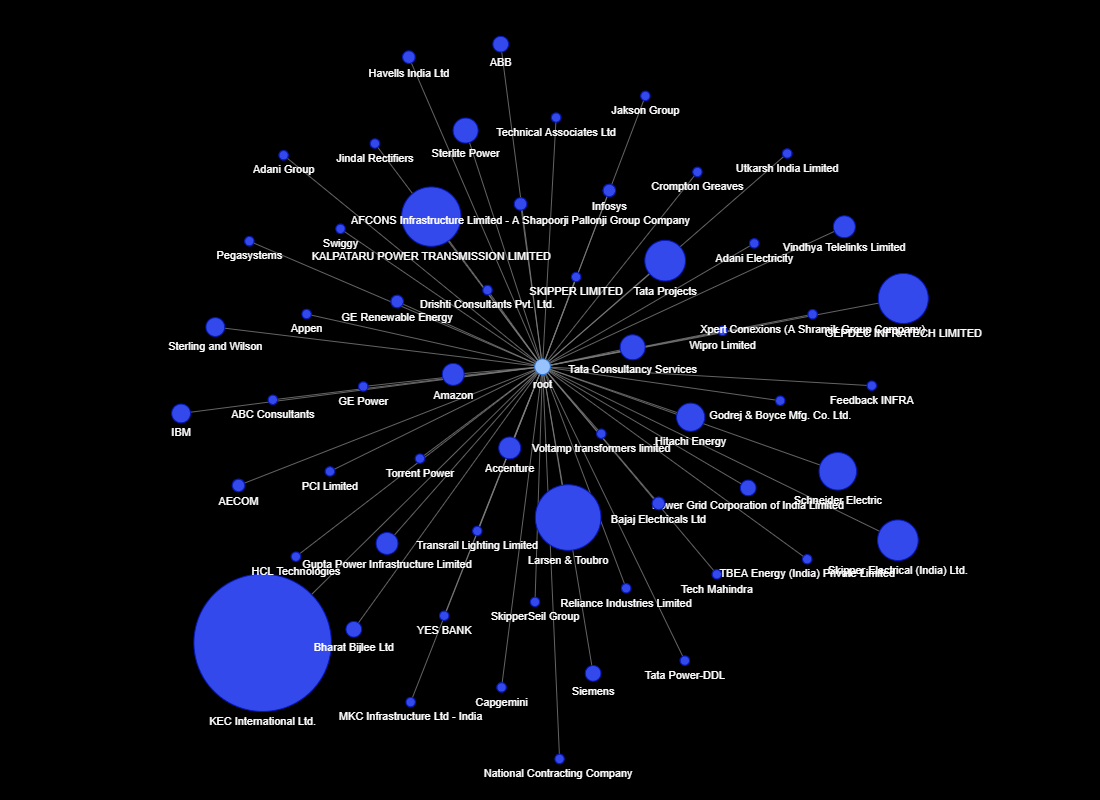 ABB
Havells India Ltd
Jakson Group
Technical Associates Ltd
Sterlite Power
Jindal Rectifiers
Adani Group
Utkarsh India Limited
Crompton Greaves
Infosys
AFCONS Infrastructure Limited - A Shapoorji Pallonji Group Company
Swiggy
Vindhya Telelinks Limited
Pegasystems
KALPATARU POWER TRANSMISSION LIMITED
Adani Electricity
SKIPPER LIMITED
Tata Projects
Drishti Consultants Pvt. Ltd.
GE Renewable Energy
Appen
Xpert Conexions (A Shramik Group Company)
GEPDEC INFRATECH LIMITED
Sterling and Wilson
Wipro Limited
Tata Consultancy Services
root
Amazon
GE Power
Feedback INFRA
ABC Consultants
Godrej & Boyce Mfg. Co. Ltd.
IBM
Hitachi Energy
Voltamp transformers limited
Accenture
Torrent Power
PCI Limited
AECOM
Schneider Electric
Power Grid Corporation of India Limited
Bajaj Electricals Ltd
Transrail Lighting Limited
Larsen & Toubro
Gupta Power Infrastructure Limited
HCL Technologies
Skipper Electrical (India) Ltd.
TBEA Energy (India) Private Limited
Tech Mahindra
Reliance Industries Limited
SkipperSeil Group
YES BANK
Bharat Bijlee Ltd
Tata Power-DDL
Siemens
Capgemini
MKC Infrastructure Ltd - India
KEC International Ltd.
National Contracting Company